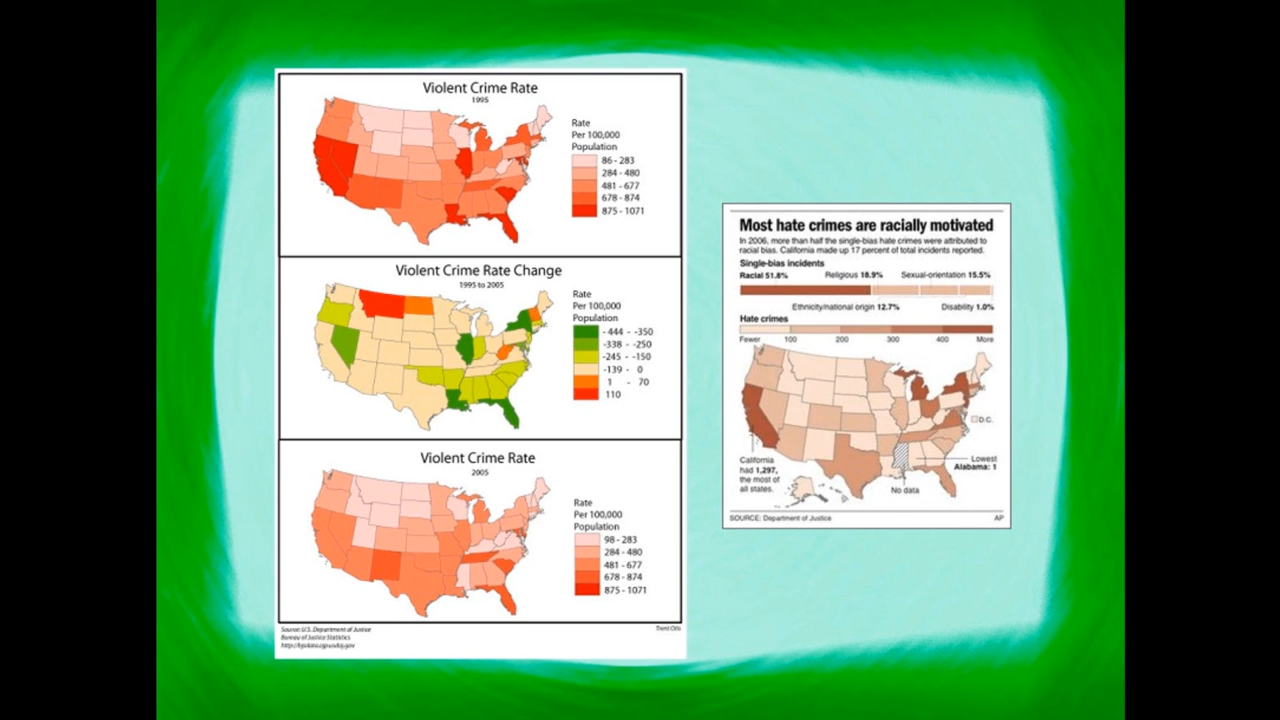 Violent Crime Rate
1995
Rate
Per 100,000
Population
86 - 283
284 - 480
481 - 677
678 - 874
875 - 1071
Violent Crime Rate Change
1995 to 2005
Rate
Per 100,000
Population
- 444 - -350
-338 - -250
-245 - -150
-139 - 0
1 - 70
110
Violent Crime Rate
2005
Rate
Per 100,000
Population
98 - 283
284 - 480
481 - 677
678 - 874
875 - 1071
Source: U.S. Department of Justice
Bureau of Justice Statistics
Most hate crimes are racially motivated
In 2006, more than half the single-bias hate crimes were attributed to
racial bias. California made up 17 percent of total incidents reported.
Single-bias incidents
Racial 51.8% Religious 18.9% Sexual-orientation 15.5%
Ethnicity/national origin 12.7% Disability 1.0%
Hate crimes
Fewer 100 200 300 400 More
D.C.
California
had 1,297,
the most of
all states.
No data
Lowest
Alabama: 1
SOURCE: Department of Justice AP